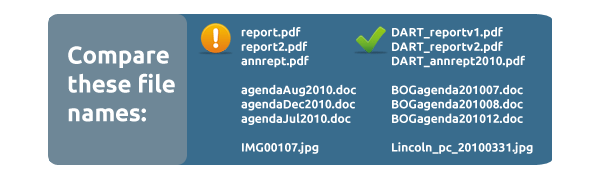 Compare
these file
names:
report.pdf
report2.pdf
annrept.pdf
agendaAug2010.doc
agendaDec2010.doc
agendaJul2010.doc
IMG00107.jpg
DART_reportv1.pdf
DART_reportv2.pdf
DART_annrept2010.pdf
BOGagenda201007.doc
BOGagenda201008.doc
BOGagenda201012.doc
Lincoln_pc_20100331.jpg